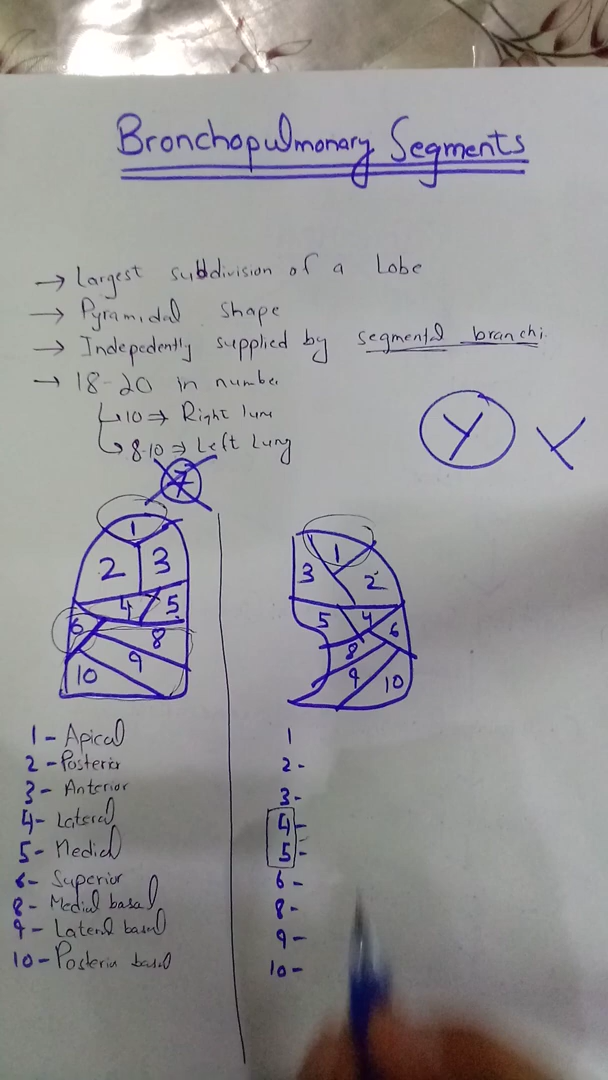 Bronchopulmonary Segments
→ Largest subdivision of a Lobe
→ Pyramidal shape
→ Indepedently supplied by segmental branchi.
→ 18-20 in number
10 ⇒ Right lung
8-10 ⇒ Left Lung
7
1
2 3
4 5
6 8
9
10
1
3 2
5 4
6
8
9 10
1- Apical
2- Posterior
3- Anterior
4- Lateral
5- Medial
6- Superior
8- Medial basal
9- Lateral basal
10- Posterior basal
1
2-
3-
4-
5-
6-
8-
9-
10-